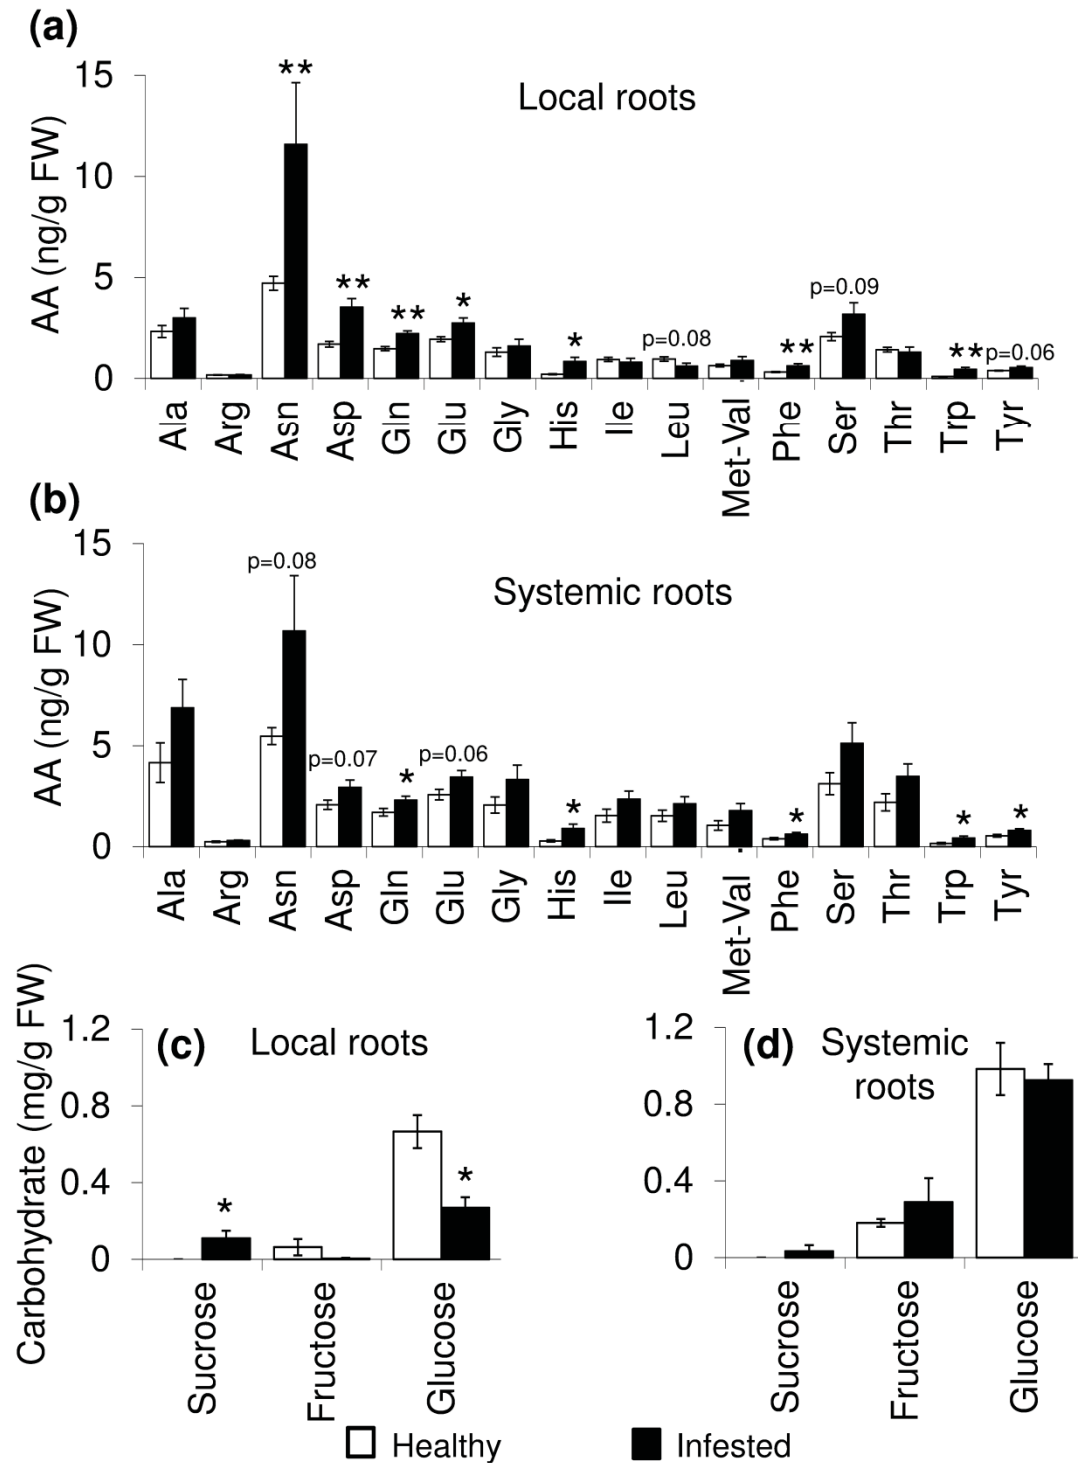 (a)
Local roots
AA (ng/g FW)
15
10
5
0
**
**
**
*
*
p=0.08
**
p=0.09
**
p=0.06
Ala Arg Asn Asp Gln Glu Gly His Ile Leu Met-Val Phe Ser Thr Trp Tyr
(b)
Systemic roots
AA (ng/g FW)
15
10
5
0
p=0.08
p=0.07
*
p=0.06
*
*
*
*
Ala Arg Asn Asp Gln Glu Gly His Ile Leu Met-Val Phe Ser Thr Trp Tyr
Carbohydrate (mg/g FW)
(c) Local roots
1.2
0.8
0.4
0
*
*
Sucrose Fructose Glucose
(d) Systemic
roots
1.2
0.8
0.4
0
Sucrose Fructose Glucose
Healthy Infested